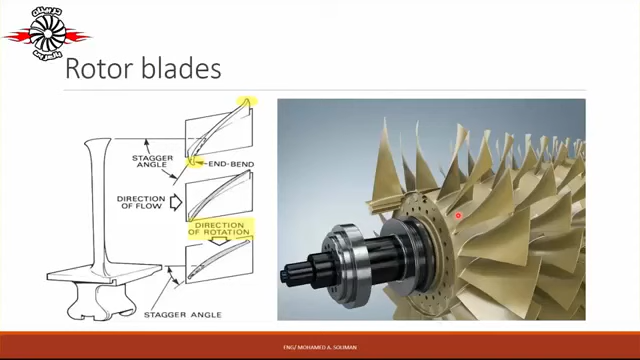 Rotor blades
STAGGER
ANGLE
END-BEND
DIRECTION
OF FLOW
DIRECTION
OF ROTATION
STAGGER ANGLE
ENG/ MOHAMED A. SOLIMAN